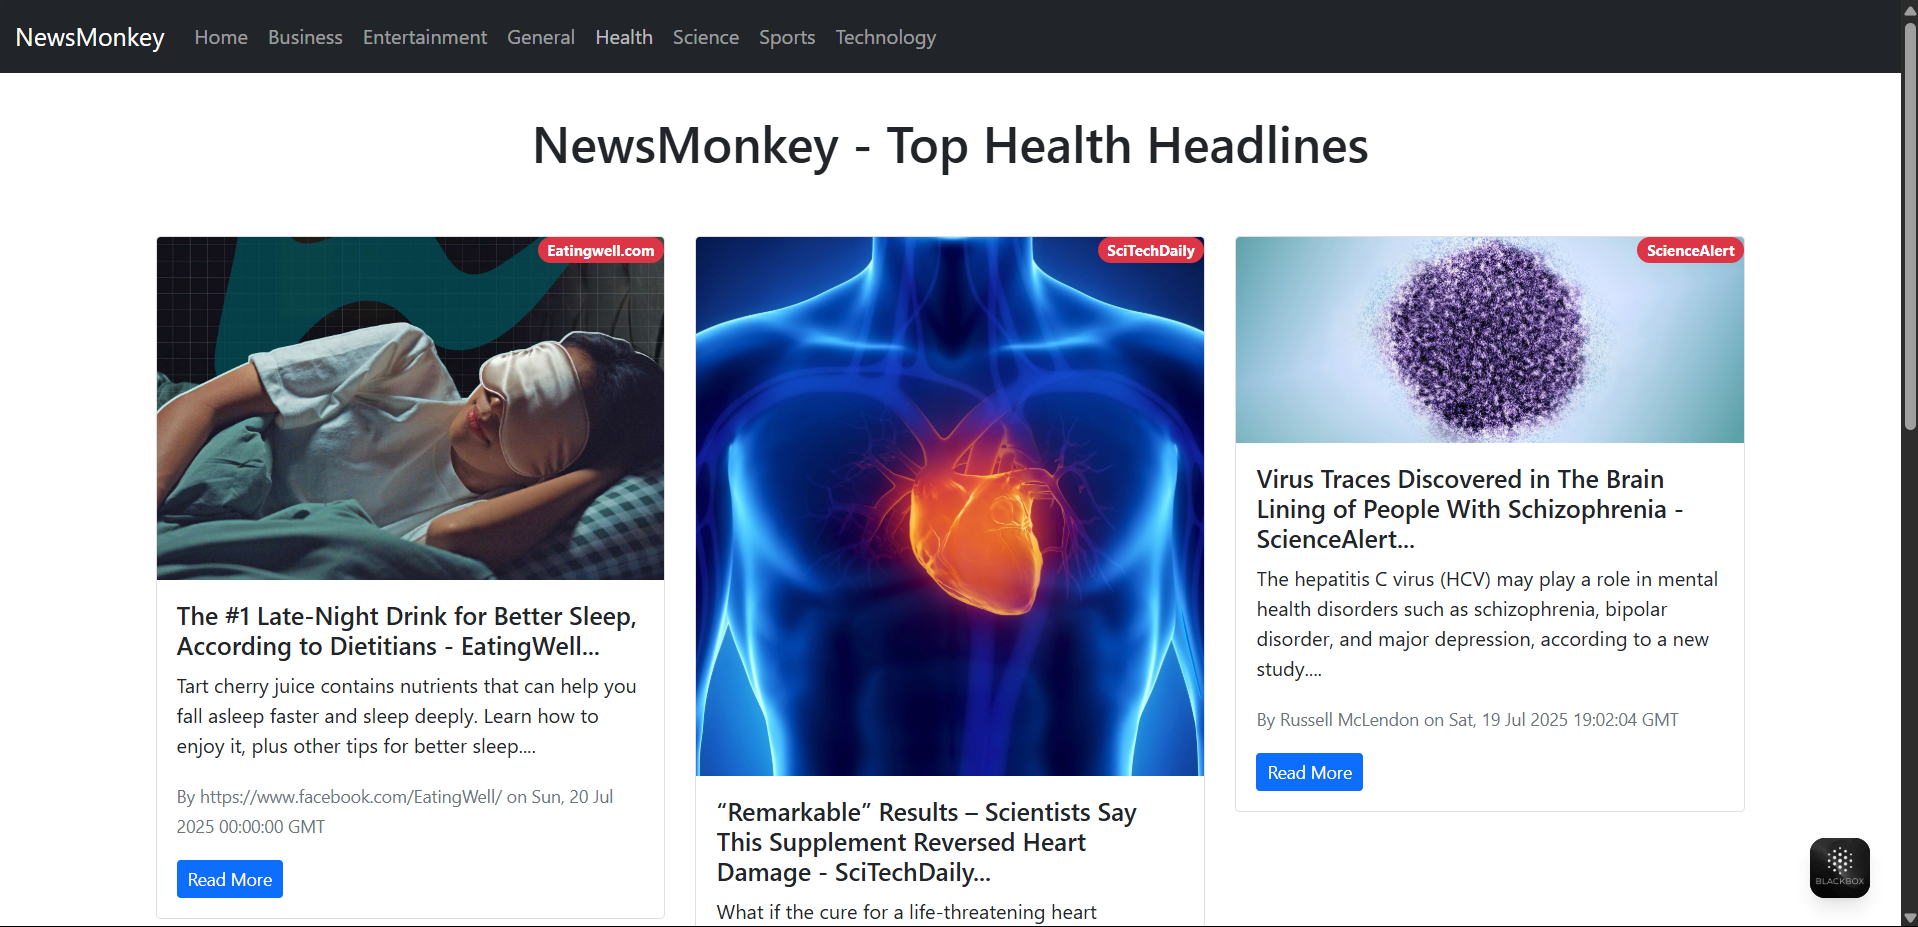 NewsMonkey Home Business Entertainment General Health Science Sports Technology
NewsMonkey - Top Health Headlines
Eatingwell.com
The #1 Late-Night Drink for Better Sleep,
According to Dietitians - EatingWell...
Tart cherry juice contains nutrients that can help you
fall asleep faster and sleep deeply. Learn how to
enjoy it, plus other tips for better sleep....
By https://www.facebook.com/EatingWell/ on Sun, 20 Jul
2025 00:00:00 GMT
Read More
SciTechDaily
“Remarkable” Results – Scientists Say
This Supplement Reversed Heart
Damage - SciTechDaily...
What if the cure for a life-threatening heart
ScienceAlert
Virus Traces Discovered in The Brain
Lining of People With Schizophrenia -
ScienceAlert...
The hepatitis C virus (HCV) may play a role in mental
health disorders such as schizophrenia, bipolar
disorder, and major depression, according to a new
study....
By Russell McLendon on Sat, 19 Jul 2025 19:02:04 GMT
Read More
BLACKBOX